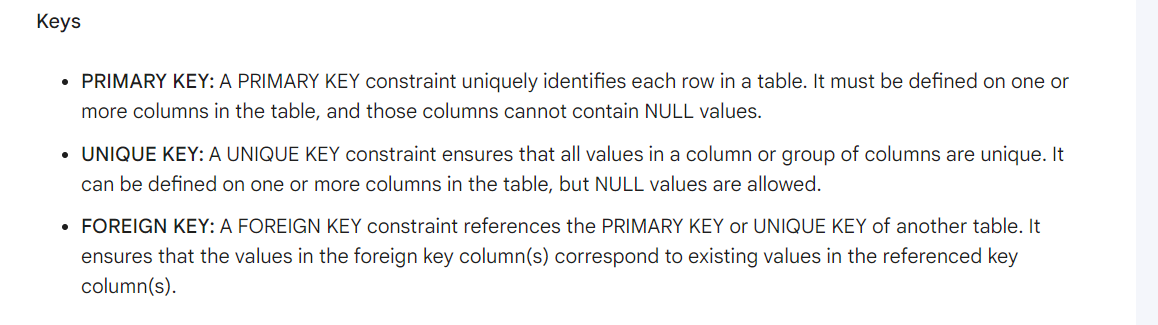 Keys
• PRIMARY KEY: A PRIMARY KEY constraint uniquely identifies each row in a table. It must be defined on one or
more columns in the table, and those columns cannot contain NULL values.
• UNIQUE KEY: A UNIQUE KEY constraint ensures that all values in a column or group of columns are unique. It
can be defined on one or more columns in the table, but NULL values are allowed.
• FOREIGN KEY: A FOREIGN KEY constraint references the PRIMARY KEY or UNIQUE KEY of another table. It
ensures that the values in the foreign key column(s) correspond to existing values in the referenced key
column(s).